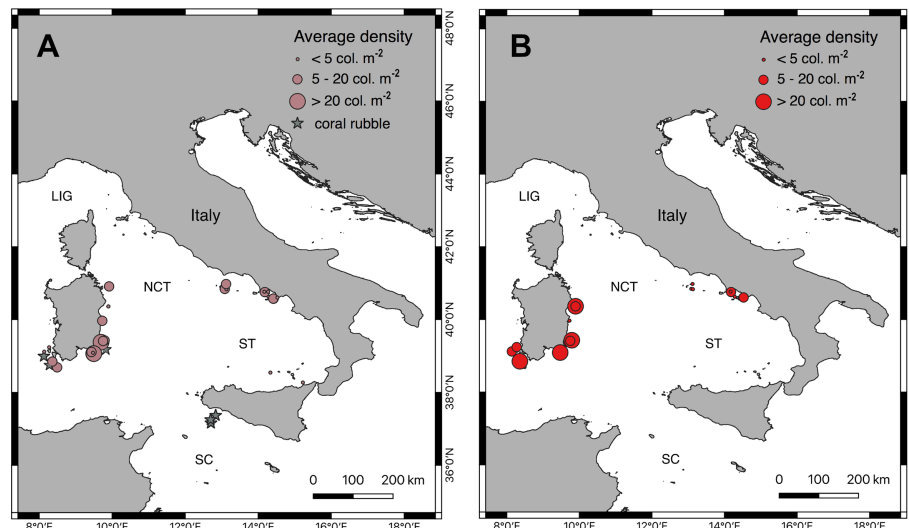 A
Average density
< 5 col. m⁻²
5 - 20 col. m⁻²
> 20 col. m⁻²
coral rubble
LIG
Italy
NCT
ST
SC
0 100 200 km
48°0'N
46°0'N
44°0'N
42°0'N
40°0'N
38°0'N
36°0'N
8°0'E 10°0'E 12°0'E 14°0'E 16°0'E 18°0'E
B
Average density
< 5 col. m⁻²
5 - 20 col. m⁻²
> 20 col. m⁻²
LIG
Italy
NCT
ST
SC
0 100 200 km
8°0'E 10°0'E 12°0'E 14°0'E 16°0'E 18°0'E